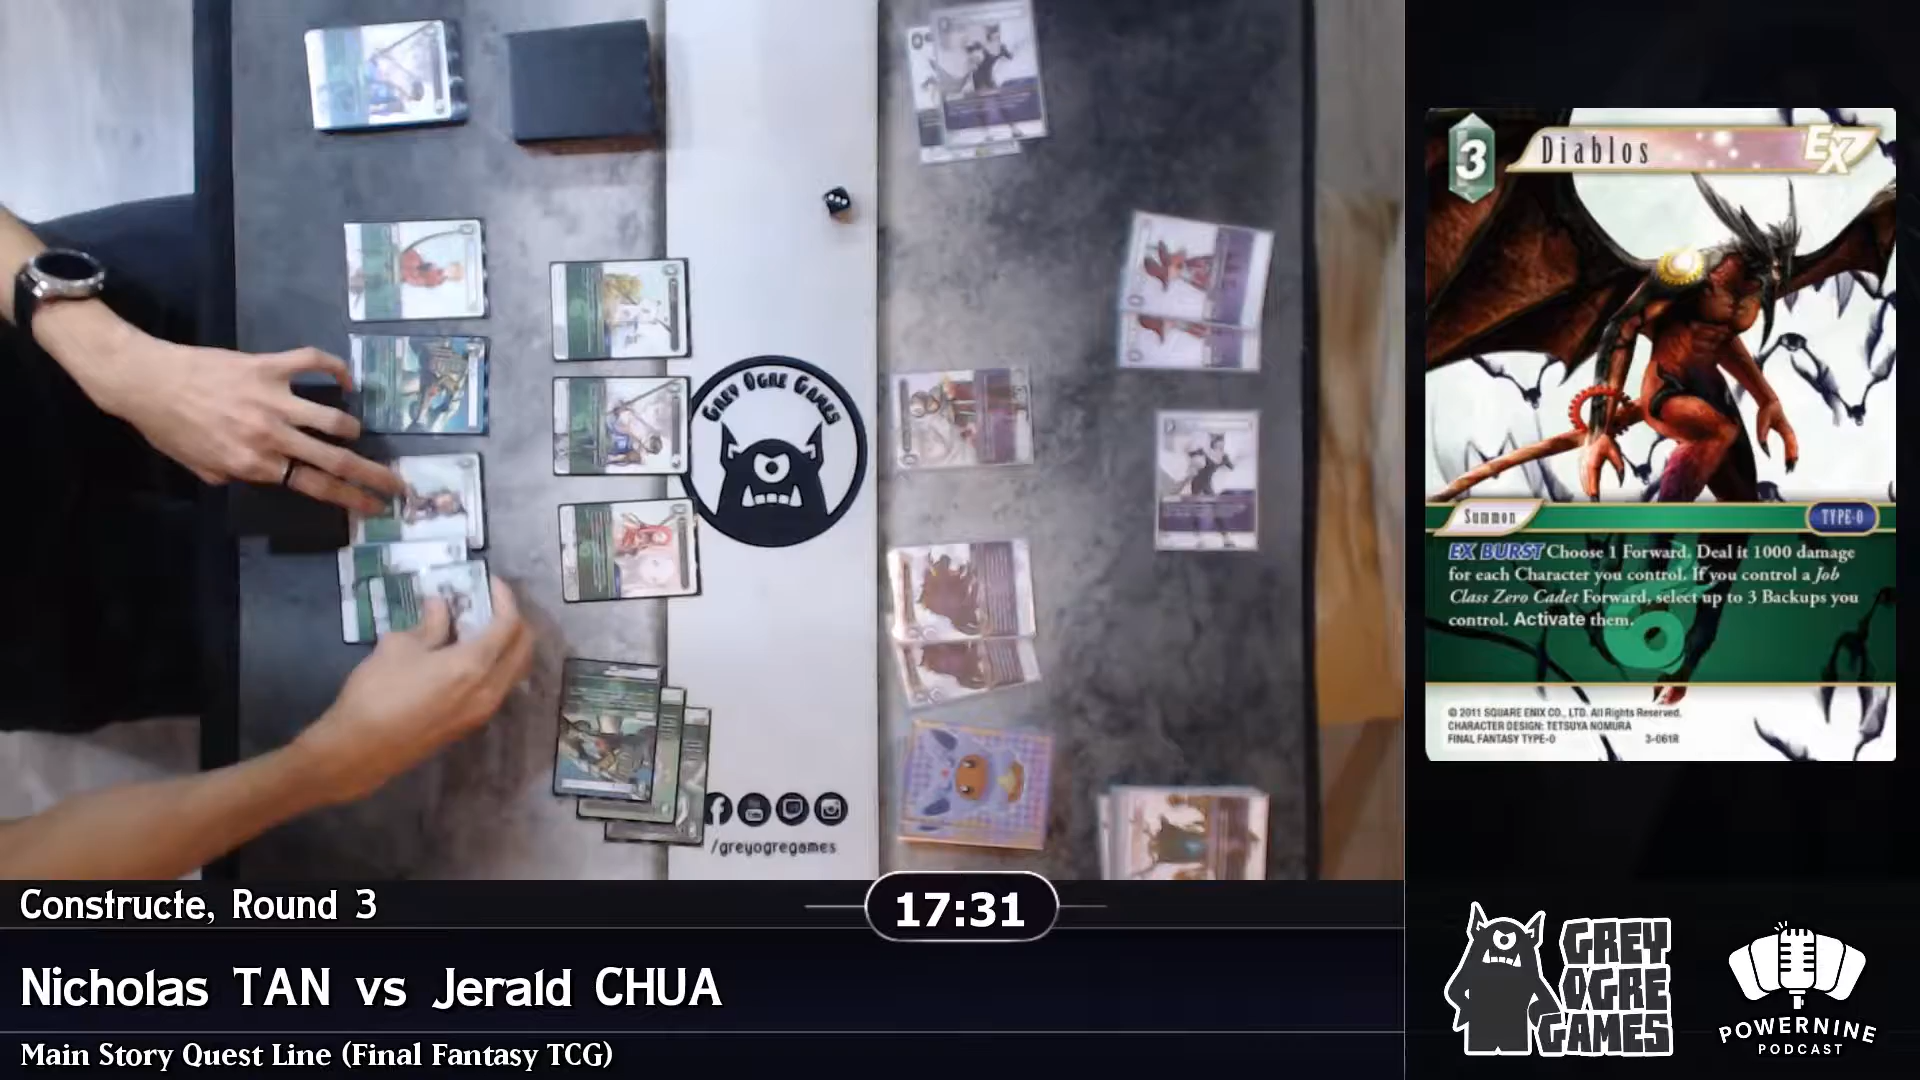 GREY OGRE GAMES
/greyogregames
3
Diablos
EX
Summon
TYPE-0
EX BURST Choose 1 Forward. Deal it 1000 damage
for each Character you control. If you control a Job
Class Zero Cadet Forward, select up to 3 Backups you
control. Activate them.
© 2011 SQUARE ENIX CO., LTD. All Rights Reserved.
CHARACTER DESIGN: TETSUYA NOMURA
FINAL FANTASY TYPE-0 3-061R
Constructe, Round 3
17:31
Nicholas TAN vs Jerald CHUA
Main Story Quest Line (Final Fantasy TCG)
GREY
OGRE
GAMES
POWERNINE
PODCAST